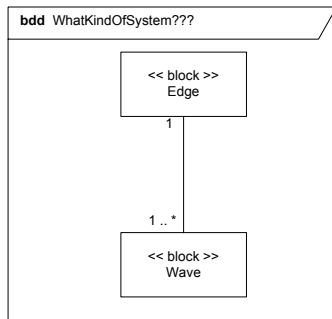 bdd WhatKindOfSystem???
<< block >>
Edge
1
1 .. *
<< block >>
Wave